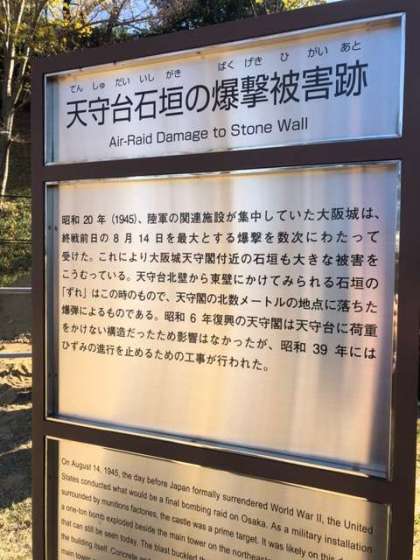 てん しゅ だい いし がき ばく げき ひ がい あと
天守台石垣の爆撃被害跡
Air-Raid Damage to Stone Wall
昭和 20 年 (1945)、陸軍の関連施設が集中していた大阪城は、
終戦前日の 8 月 14 日を最大とする爆撃を数次にわたって
受けた。これにより大阪城天守閣付近の石垣も大きな被害を
こうむっている。天守台北壁から東壁にかけてみられる石垣の
「ずれ」はこの時のもので、天守閣の北数メートルの地点に落ちた
爆弾によるものである。昭和 6 年復興の天守閣は天守台に荷重
をかけない構造だったため影響はなかったが、昭和 39 年には
ひずみの進行を止めるための工事が行われた。
On August 14, 1945, the day before Japan formally surrendered World War II, the United
States conducted what would be a final bombing raid on Osaka. As a military installation
surrounded by munitions factories, the castle was a prime target. It was likely on this
a one-ton bomb exploded beside the main tower on the northeast
that can still be seen today. The blast buckled th
the building itself. Concrete
main tower